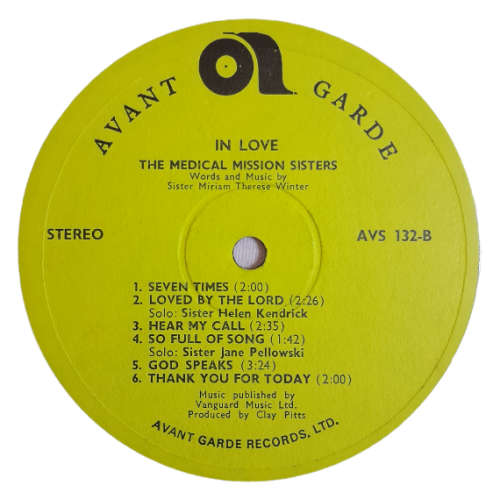 AVANT GARDE
IN LOVE
THE MEDICAL MISSION SISTERS
Words and Music by
Sister Miriam Therese Winter
STEREO
AVS 132-B
1. SEVEN TIMES (2:00)
2. LOVED BY THE LORD (2:26)
Solo: Sister Helen Kendrick
3. HEAR MY CALL (2:35)
4. SO FULL OF SONG (1:42)
Solo: Sister Jane Pellowski
5. GOD SPEAKS (3:24)
6. THANK YOU FOR TODAY (2:00)
Music published by
Vanguard Music Ltd.
Produced by Clay Pitts
AVANT GARDE RECORDS, LTD.